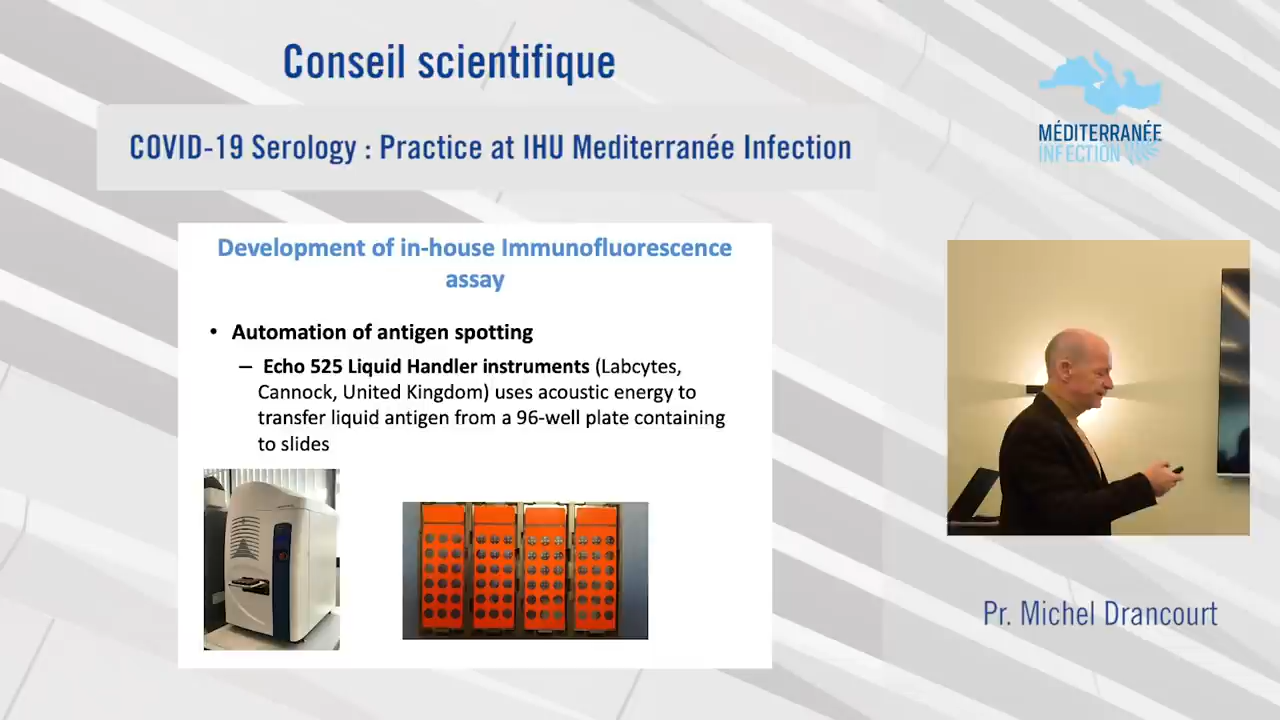 Conseil scientifique
COVID-19 Serology : Practice at IHU Mediterranée Infection
MÉDITERRANÉE
INFECTION
Development of in-house Immunofluorescence
assay
• Automation of antigen spotting
– Echo 525 Liquid Handler instruments (Labcytes,
Cannock, United Kingdom) uses acoustic energy to
transfer liquid antigen from a 96-well plate containing
to slides
Pr. Michel Drancourt